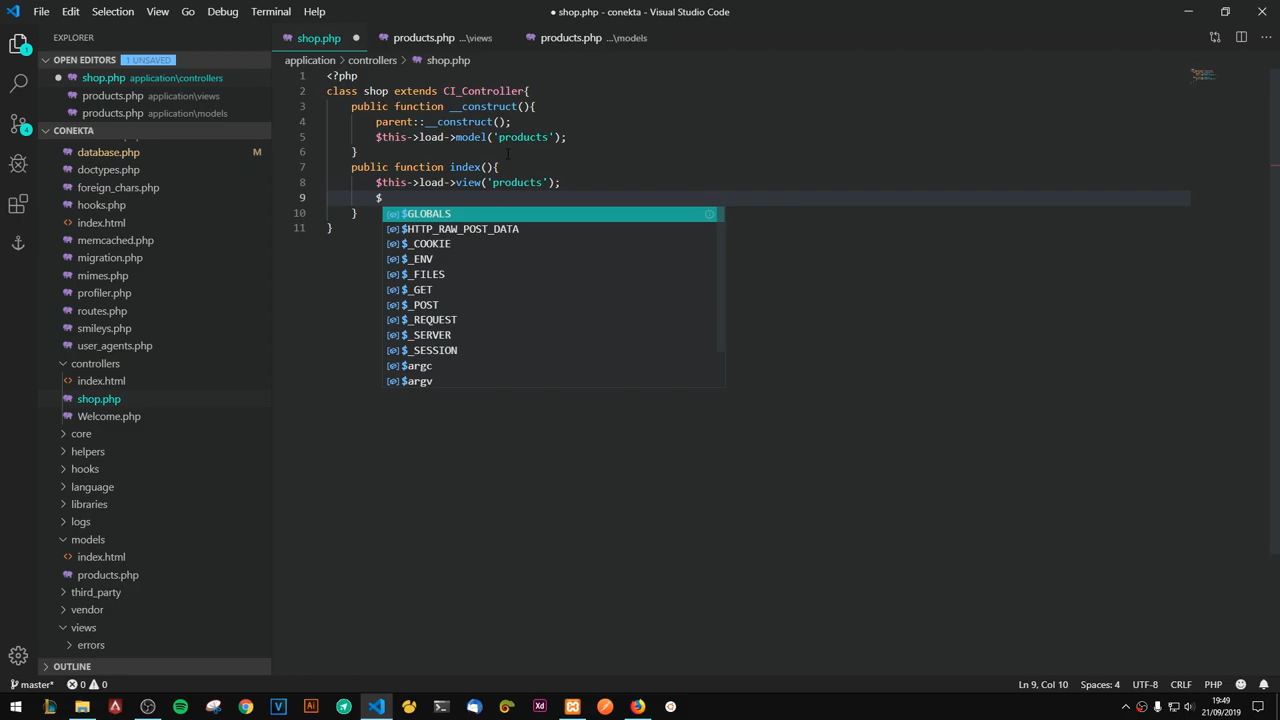 File Edit Selection View Go Debug Terminal Help
● shop.php - conekta - Visual Studio Code
EXPLORER
OPEN EDITORS 1 UNSAVED
shop.php application\controllers
products.php application\views
products.php application\models
CONEKTA
database.php M
doctypes.php
foreign_chars.php
hooks.php
index.html
memcached.php
migration.php
mimes.php
profiler.php
routes.php
smileys.php
user_agents.php
controllers
index.html
shop.php
Welcome.php
core
helpers
hooks
language
libraries
logs
models
index.html
products.php
third_party
vendor
views
errors
OUTLINE
shop.php ● products.php ...\views products.php ...\models
application > controllers > shop.php
1 <?php
2 class shop extends CI_Controller{
3 public function __construct(){
4 parent::__construct();
5 $this->load->model('products');
6 }
7 public function index(){
8 $this->load->view('products');
9 $
10 }
11 }
$GLOBALS
$HTTP_RAW_POST_DATA
$_COOKIE
$_ENV
$_FILES
$_GET
$_POST
$_REQUEST
$_SERVER
$_SESSION
$argc
$argv
1
4
master* 0 0 Ln 9, Col 10 Spaces: 4 UTF-8 CRLF PHP
Ai Xd
19:49
21/09/2019